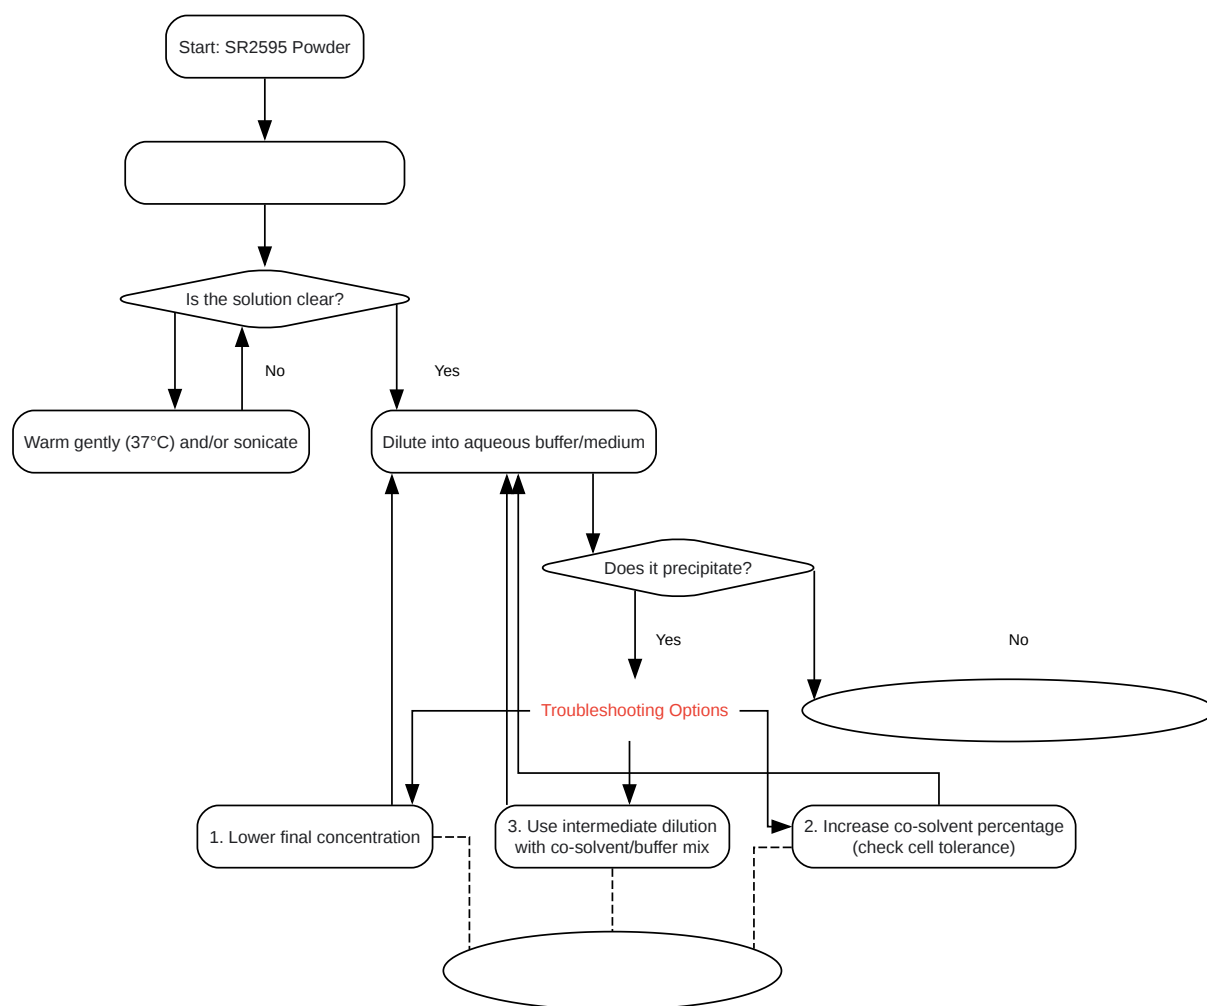 Start: SR2595 Powder
Is the solution clear?
No
Yes
Warm gently (37°C) and/or sonicate
Dilute into aqueous buffer/medium
Does it precipitate?
Yes
No
Troubleshooting Options
1. Lower final concentration
3. Use intermediate dilution
with co-solvent/buffer mix
2. Increase co-solvent percentage
(check cell tolerance)